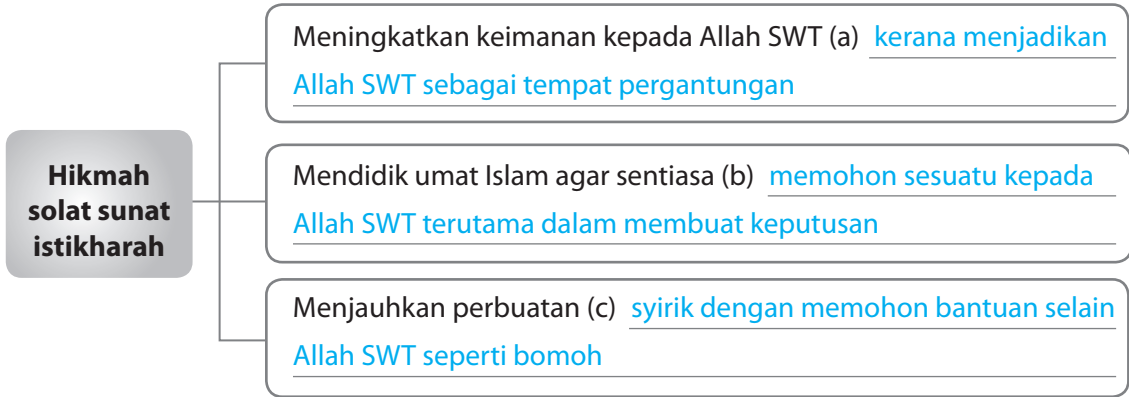 Hikmah
solat sunat
istikharah
Meningkatkan keimanan kepada Allah SWT (a) kerana menjadikan
Allah SWT sebagai tempat pergantungan
Mendidik umat Islam agar sentiasa (b) memohon sesuatu kepada
Allah SWT terutama dalam membuat keputusan
Menjauhkan perbuatan (c) syirik dengan memohon bantuan selain
Allah SWT seperti bomoh